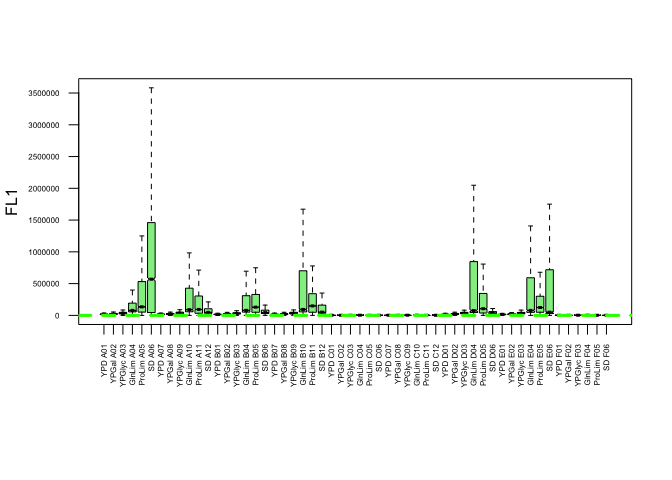 FL1
3500000
3000000
2500000
2000000
1500000
1000000
500000
0
YPD A01
YPGal A02
YPGlyc A03
GlnLim A04
ProLim A05
SD A06
YPD A07
YPGal A08
YPGlyc A09
GlnLim A10
ProLim A11
SD A12
YPD B01
YPGal B02
YPGlyc B03
GlnLim B04
ProLim B05
SD B06
YPD B07
YPGal B08
YPGlyc B09
GlnLim B10
ProLim B11
SD B12
YPD C01
YPGal C02
YPGlyc C03
GlnLim C04
ProLim C05
SD C06
YPD C07
YPGal C08
YPGlyc C09
GlnLim C10
ProLim C11
SD C12
YPD D01
YPGal D02
YPGlyc D03
GlnLim D04
ProLim D05
SD D06
YPD E01
YPGal E02
YPGlyc E03
GlnLim E04
ProLim E05
SD E06
YPD F01
YPGal F02
YPGlyc F03
GlnLim F04
ProLim F05
SD F06